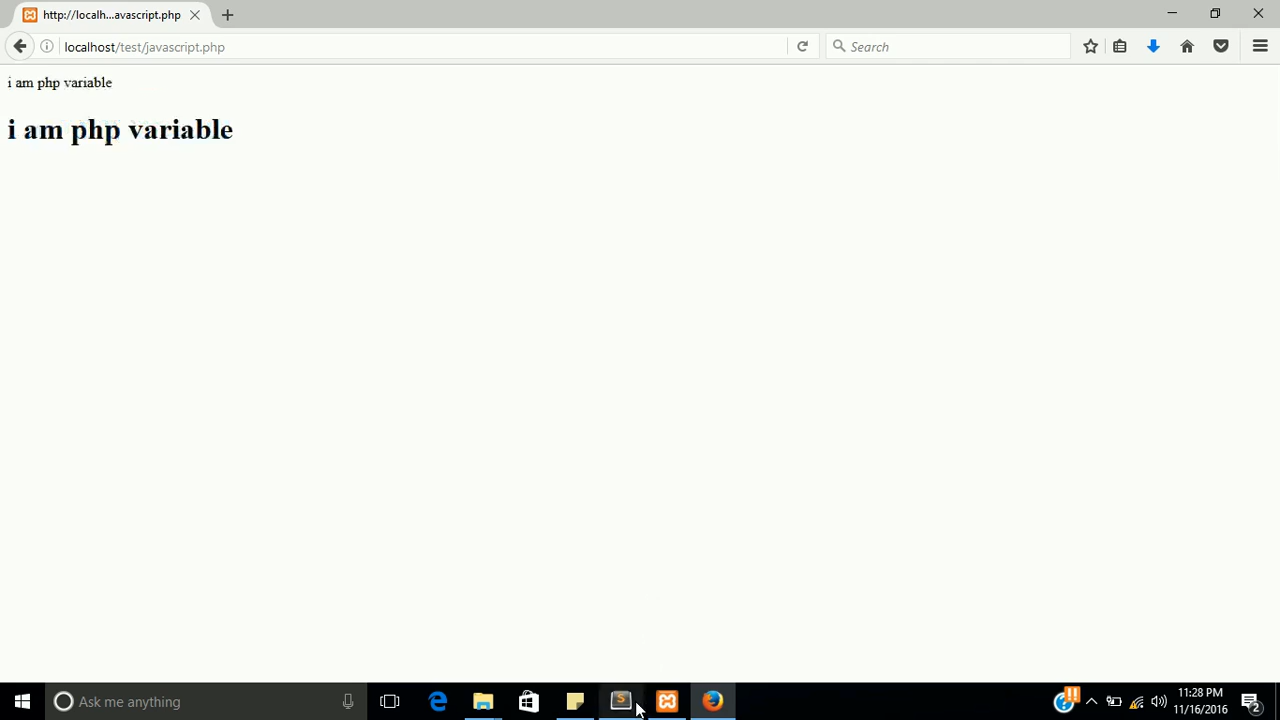 http://localh...avascript.php
localhost/test/javascript.php
Search
i am php variable
i am php variable
Ask me anything
11:28 PM
11/16/2016
2